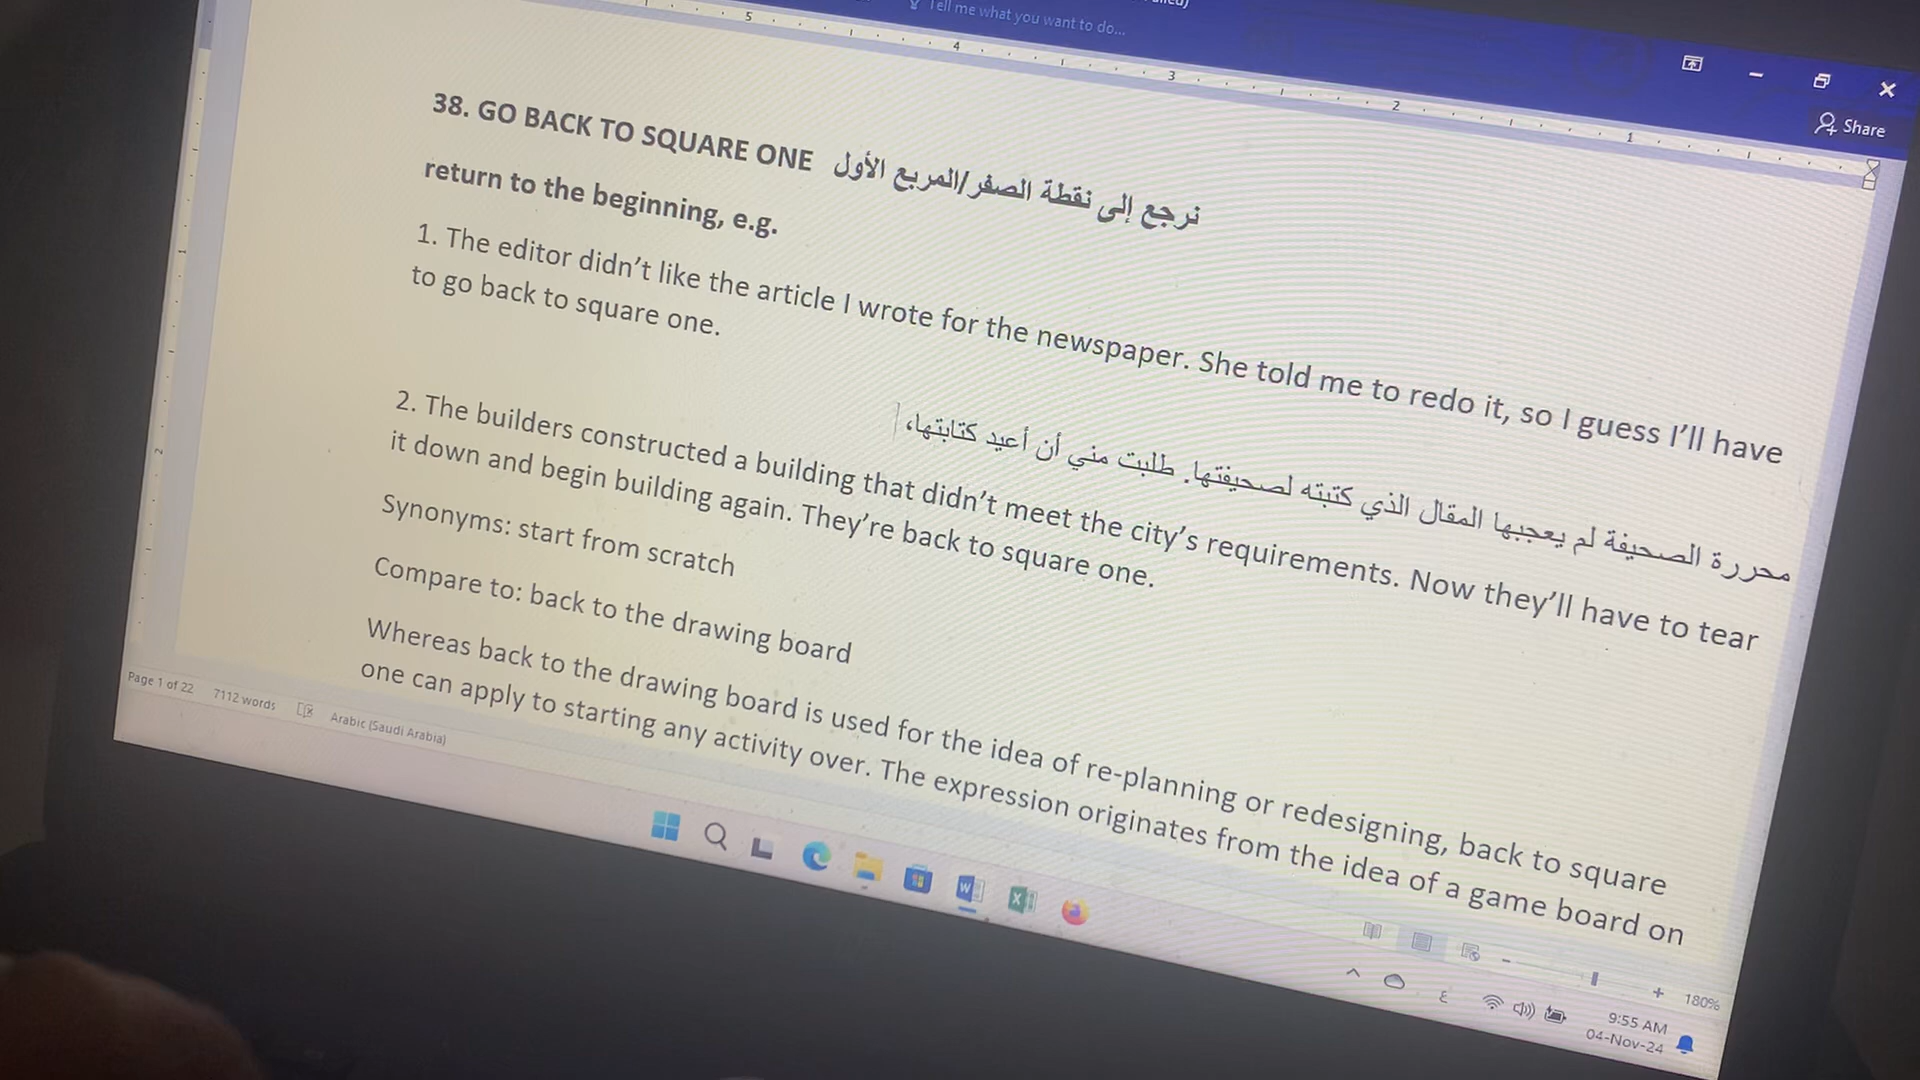 Tell me what you want to do...
5 4 3 2 1
Share
38. GO BACK TO SQUARE ONE نرجع إلى نقطة الصفر/المربع الأول
return to the beginning, e.g.
1. The editor didn’t like the article I wrote for the newspaper. She told me to redo it, so I guess I’ll have
to go back to square one.
محررة الصحيفة لم يعجبها المقال الذي كتبته لصحيفتها. طلبت مني أن أعيد كتابتها،
2. The builders constructed a building that didn’t meet the city’s requirements. Now they’ll have to tear
it down and begin building again. They’re back to square one.
Synonyms: start from scratch
Compare to: back to the drawing board
Whereas back to the drawing board is used for the idea of re-planning or redesigning, back to square
one can apply to starting any activity over. The expression originates from the idea of a game board on
Page 1 of 22 7112 words Arabic (Saudi Arabia)
180%
ع
9:55 AM
04-Nov-24